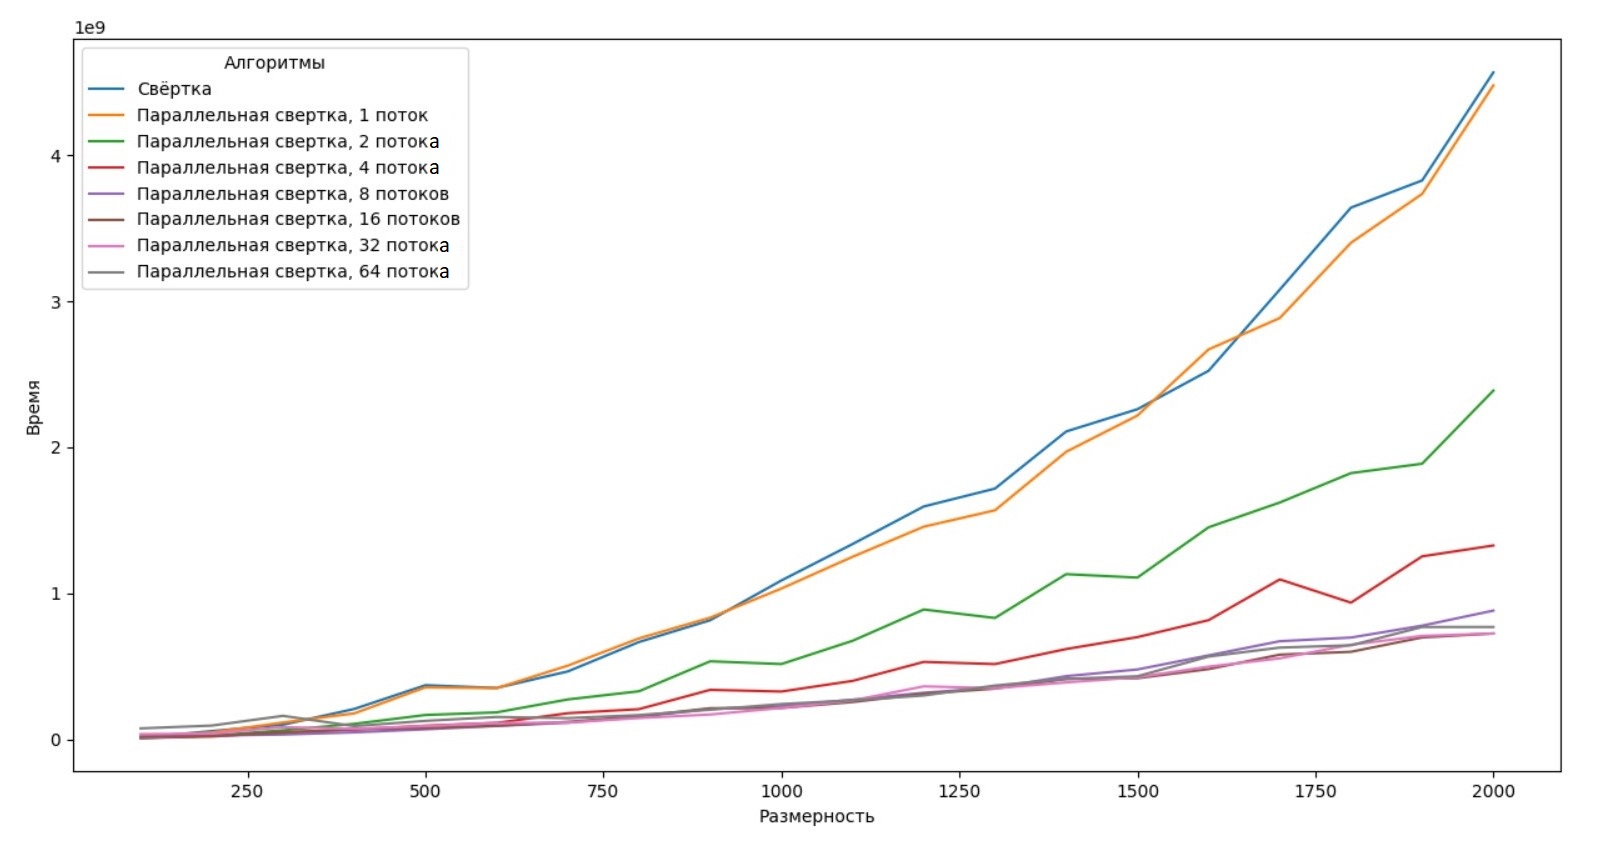 1e9
Алгоритмы
Свёртка
Параллельная свертка, 1 поток
Параллельная свертка, 2 потока
Параллельная свертка, 4 потока
Параллельная свертка, 8 потоков
Параллельная свертка, 16 потоков
Параллельная свертка, 32 потока
Параллельная свертка, 64 потока
4
3
2
1
0
Время
250 500 750 1000 1250 1500 1750 2000
Размерность